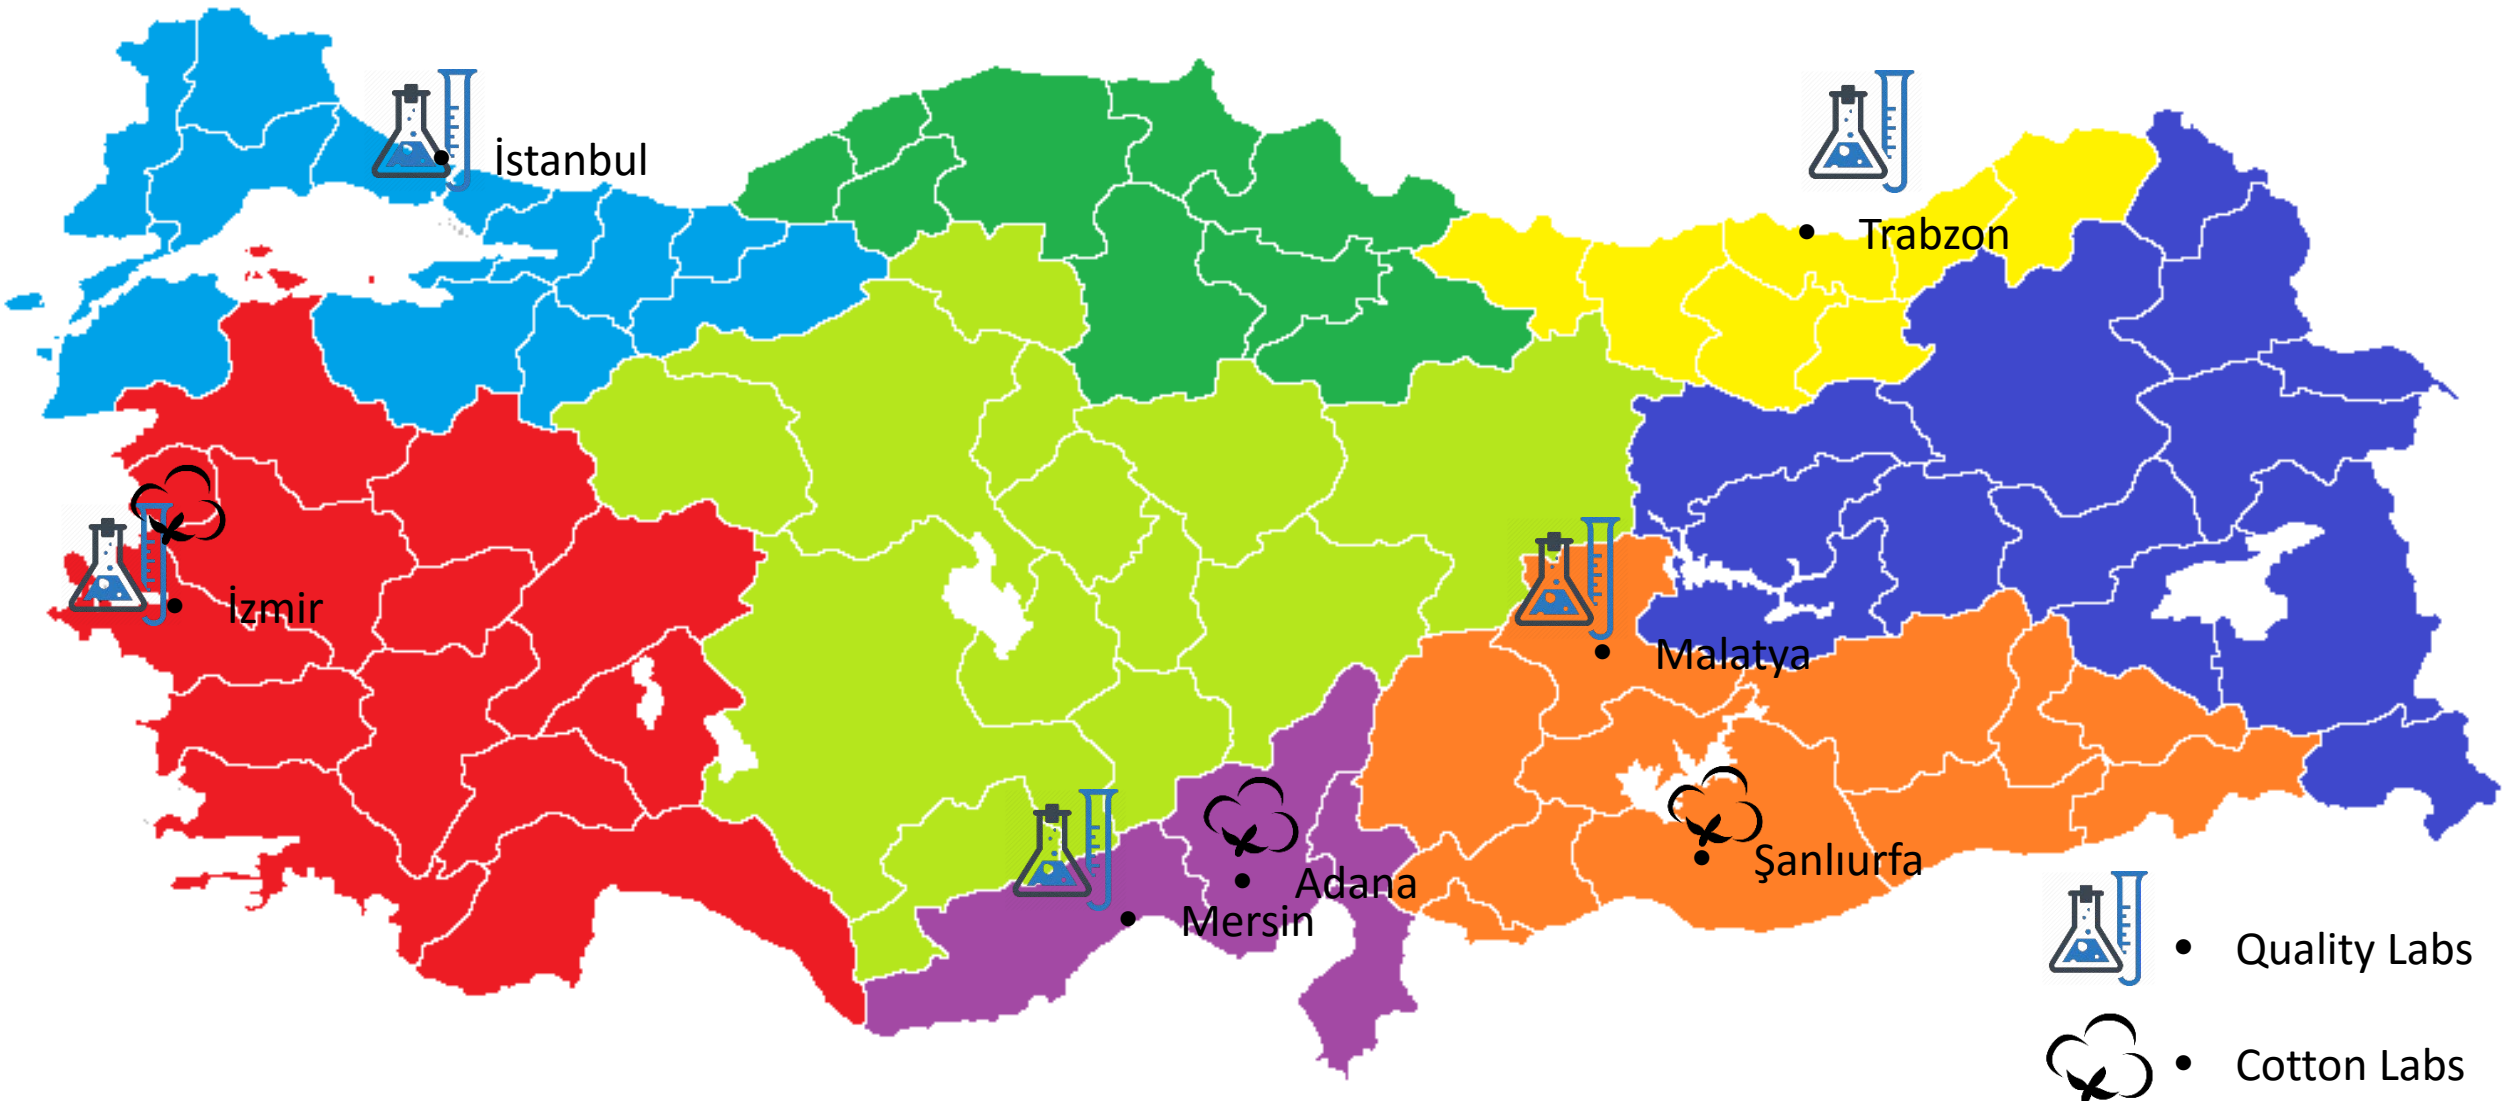 • İstanbul
• Trabzon
• İzmir
• Malatya
• Şanlıurfa
• Adana
• Mersin
• Quality Labs
• Cotton Labs